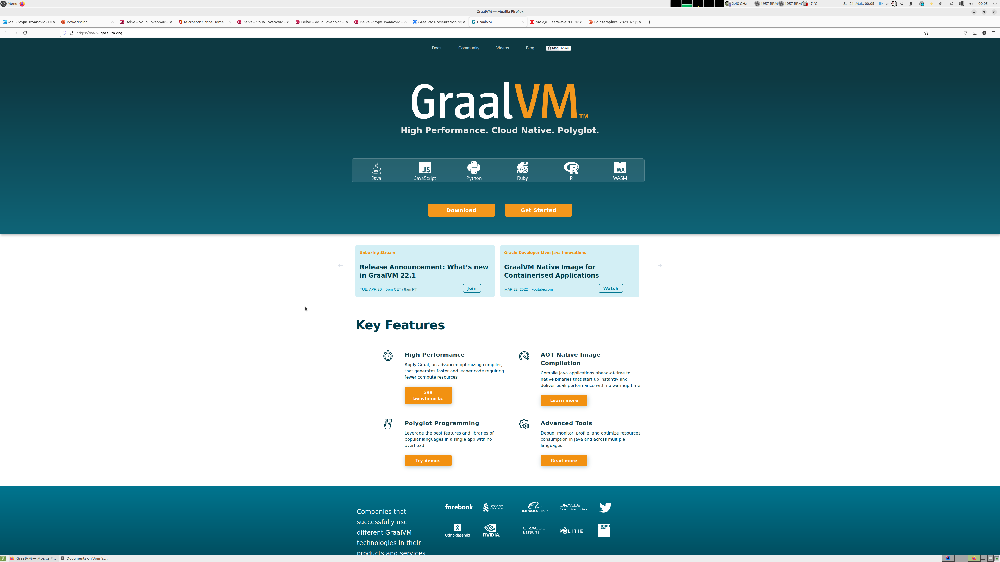 Menu
2.40 GHz 1957 RPM 1957 RPM 47 °C Sa, 21. Mai., 00:05 EN en 00:05
GraalVM — Mozilla Firefox
Mail - Vojin Jovanovic - O
PowerPoint
Delve – Vojin Jovanovic –
Microsoft Office Home
Delve – Vojin Jovanovic –
Delve – Vojin Jovanovic –
Delve – Vojin Jovanovic –
GraalVM Presentation ty
GraalVM
MySQL HeatWave: 1100x
Edit template_2021_v2.p
https://www.graalvm.org
Docs Community Videos Blog Star 17,038
GraalVM TM
High Performance. Cloud Native. Polyglot.
JS WA
Java JavaScript Python Ruby R WASM
Download Get Started
Unboxing Stream
Release Announcement: What’s new
in GraalVM 22.1
TUE, APR 26 5pm CET / 8am PT Join
Oracle Developer Live: Java Innovations
GraalVM Native Image for
Containerised Applications
MAR 22, 2022 youtube.com Watch
Key Features
High Performance
Apply Graal, an advanced optimizing compiler,
that generates faster and leaner code requiring
fewer compute resources
See
benchmarks
AOT Native Image
Compilation
Compile Java applications ahead-of-time to
native binaries that start up instantly and
deliver peak performance with no warmup time
Learn more
Polyglot Programming
Leverage the best features and libraries of
popular languages in a single app with no
overhead
Try demos
Advanced Tools
Debug, monitor, profile, and optimize resources
consumption in Java and across multiple
languages
Read more
Companies that
successfully use
different GraalVM
technologies in their
products and services
facebook
standard
chartered
Alibaba Group
ORACLE
Cloud Infrastructure
Odnoklassniki
NVIDIA.
ORACLE
NETSUITE
POLITIE
Goldman
Sachs
GraalVM — Mozilla Fi...
Documents on Vojin's...